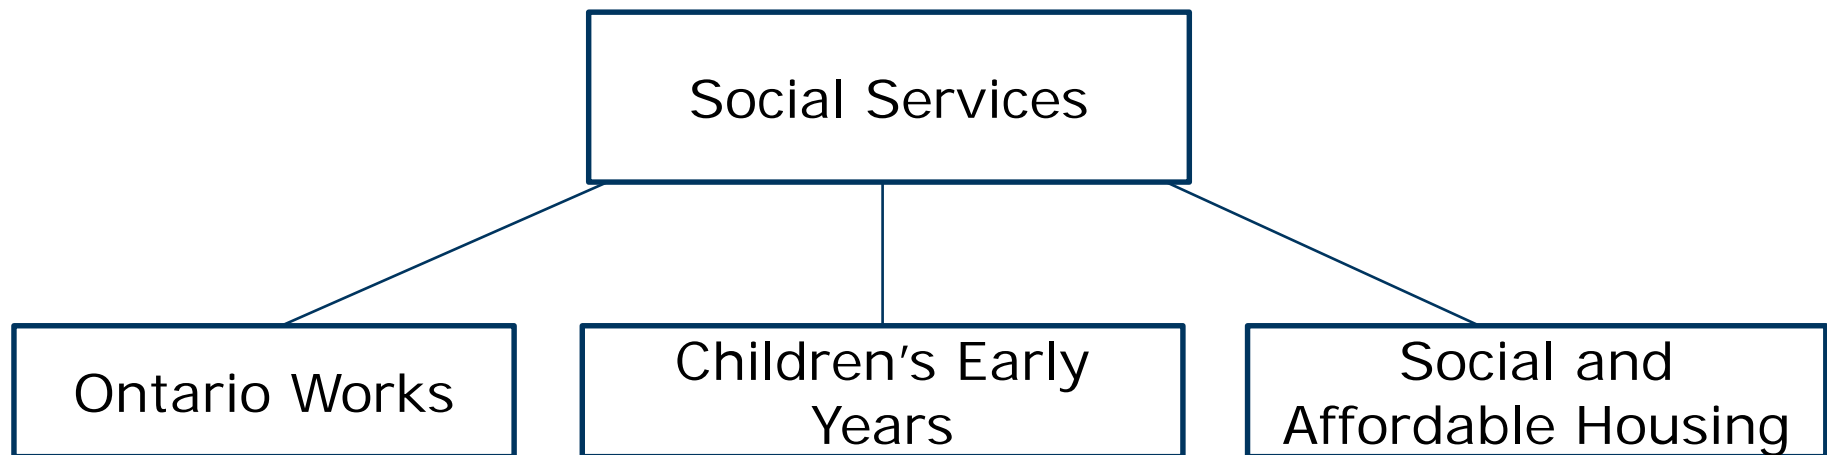 Social Services
Ontario Works
Children’s Early
Years
Social and
Affordable Housing